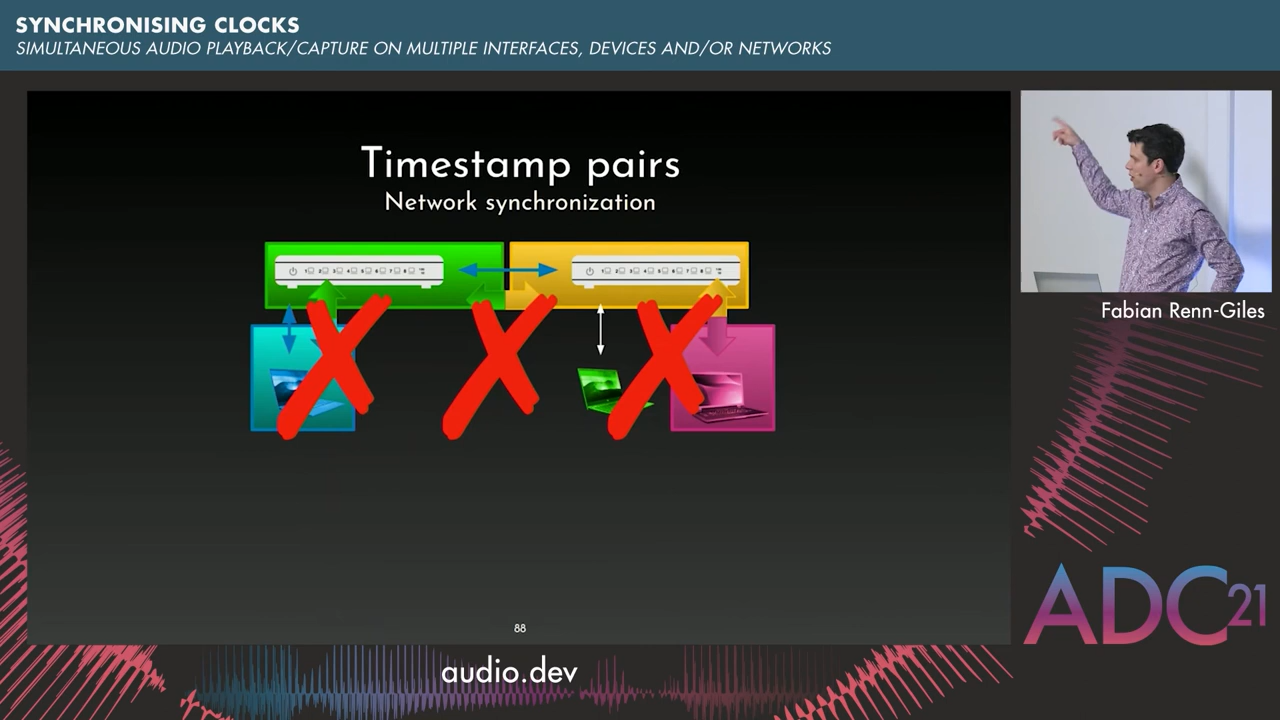 SYNCHRONISING CLOCKS
SIMULTANEOUS AUDIO PLAYBACK/CAPTURE ON MULTIPLE INTERFACES, DEVICES AND/OR NETWORKS
Timestamp pairs
Network synchronization
Fabian Renn-Giles
88
ADC21
audio.dev